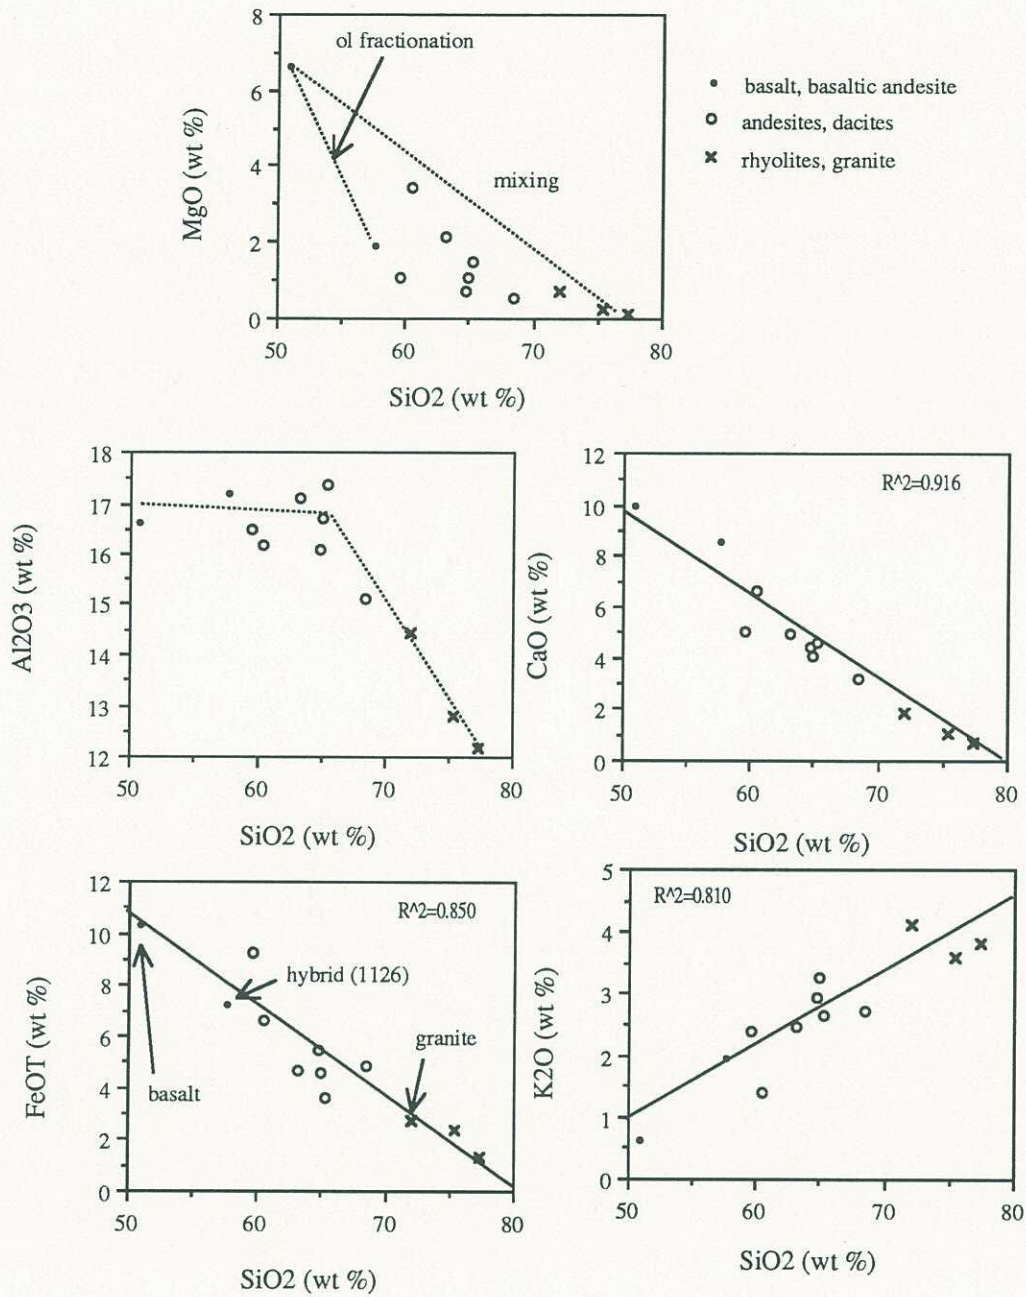 8
ol fractionation
6
4
mixing
2
0
50
60
70
80
MgO (wt %)
SiO2 (wt %)
basalt, basaltic andesite
andesites, dacites
rhyolites, granite
18
17
16
15
14
13
12
50
60
70
80
Al2O3 (wt %)
SiO2 (wt %)
12
R^2=0.916
10
8
6
4
2
0
50
60
70
80
CaO (wt %)
SiO2 (wt %)
12
R^2=0.850
10
8
hybrid (1126)
6
granite
4
basalt
2
0
50
60
70
80
FeOT (wt %)
SiO2 (wt %)
5
R^2=0.810
4
3
2
1
0
50
60
70
80
K2O (wt %)
SiO2 (wt %)